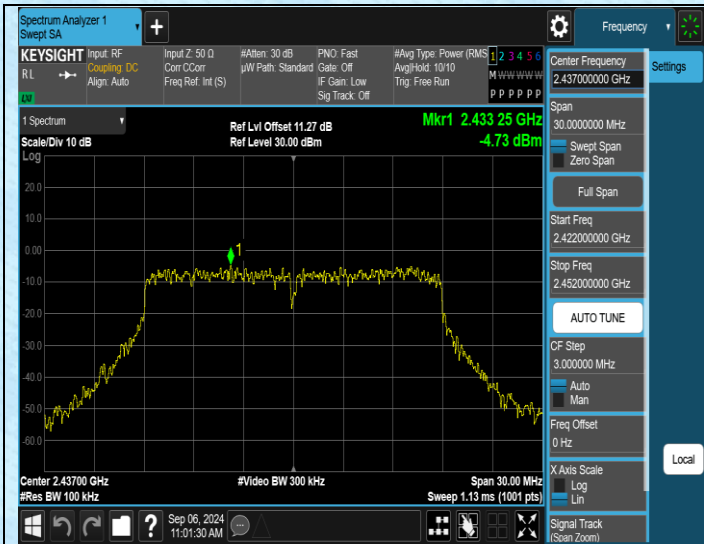 Spectrum Analyzer 1
Swept SA
+
Frequency
KEYSIGHT
RL
LXI
Input: RF
Coupling: DC
Align: Auto
Input Z: 50 Ω
Corr CCorr
Freq Ref: Int (S)
#Atten: 30 dB
µW Path: Standard
PNO: Fast
Gate: Off
IF Gain: Low
Sig Track: Off
#Avg Type: Power (RMS
Avg|Hold: 10/10
Trig: Free Run
1 2 3 4 5 6
M W W W W W
P P P P P P
1 Spectrum
Scale/Div 10 dB
Ref Lvl Offset 11.27 dB
Ref Level 30.00 dBm
Mkr1 2.433 25 GHz
-4.73 dBm
Log
20.0
10.0
0.00
-10.0
-20.0
-30.0
-40.0
-50.0
-60.0
1
Center 2.43700 GHz
#Res BW 100 kHz
#Video BW 300 kHz
Span 30.00 MHz
Sweep 1.13 ms (1001 pts)
?
Sep 06, 2024
11:01:30 AM
Center Frequency
2.437000000 GHz
Span
30.0000000 MHz
Swept Span
Zero Span
Full Span
Start Freq
2.422000000 GHz
Stop Freq
2.452000000 GHz
AUTO TUNE
CF Step
3.000000 MHz
Auto
Man
Freq Offset
0 Hz
X Axis Scale
Log
Lin
Signal Track
(Span Zoom)
Settings
Local